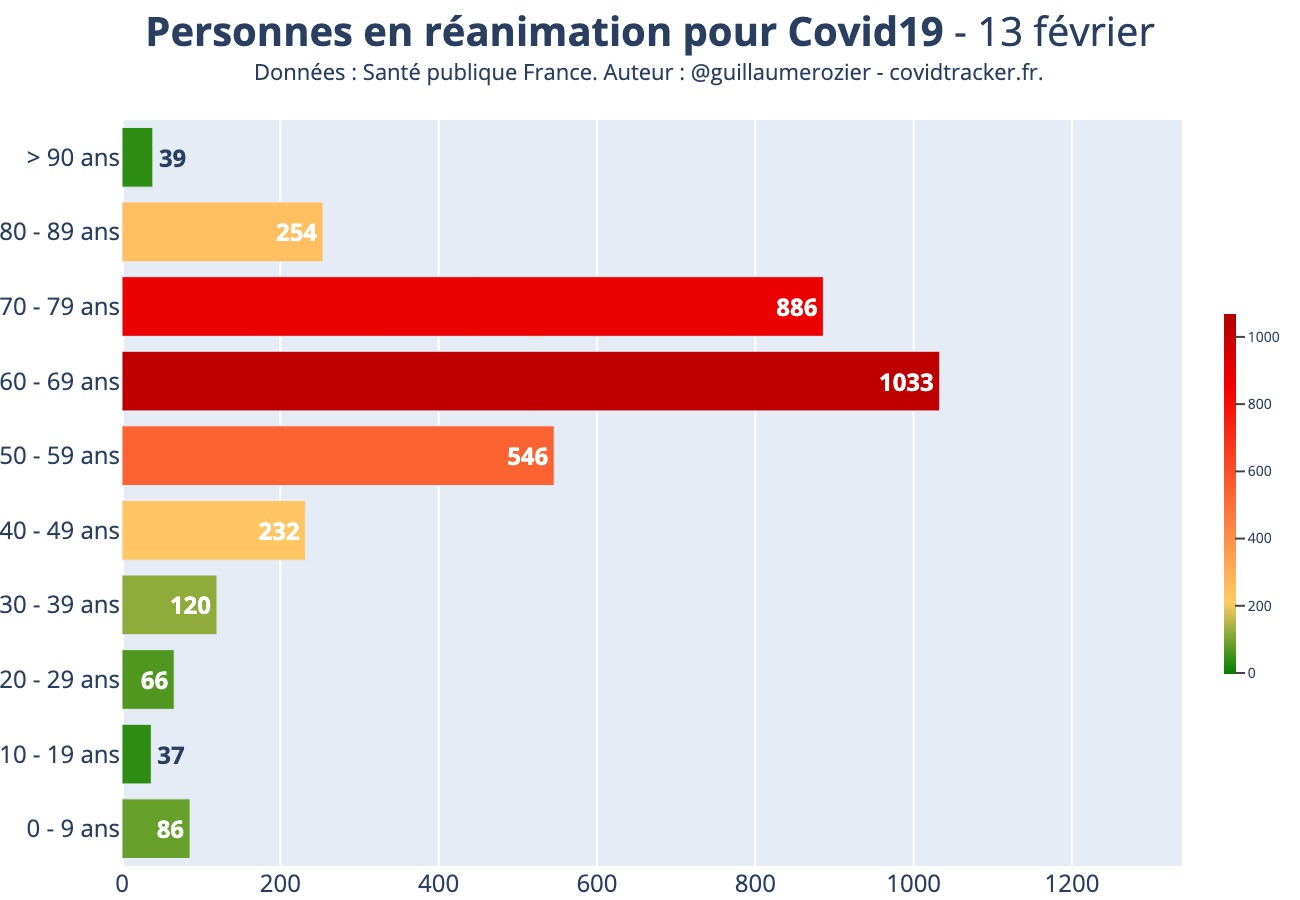 Personnes en réanimation pour Covid19 - 13 février
Données : Santé publique France. Auteur : @guillaumerozier - covidtracker.fr.
> 90 ans 39
80 - 89 ans 254
70 - 79 ans 886
60 - 69 ans 1033
50 - 59 ans 546
40 - 49 ans 232
30 - 39 ans 120
20 - 29 ans 66
10 - 19 ans 37
0 - 9 ans 86
0 200 400 600 800 1000 1200
1000
800
600
400
200
0